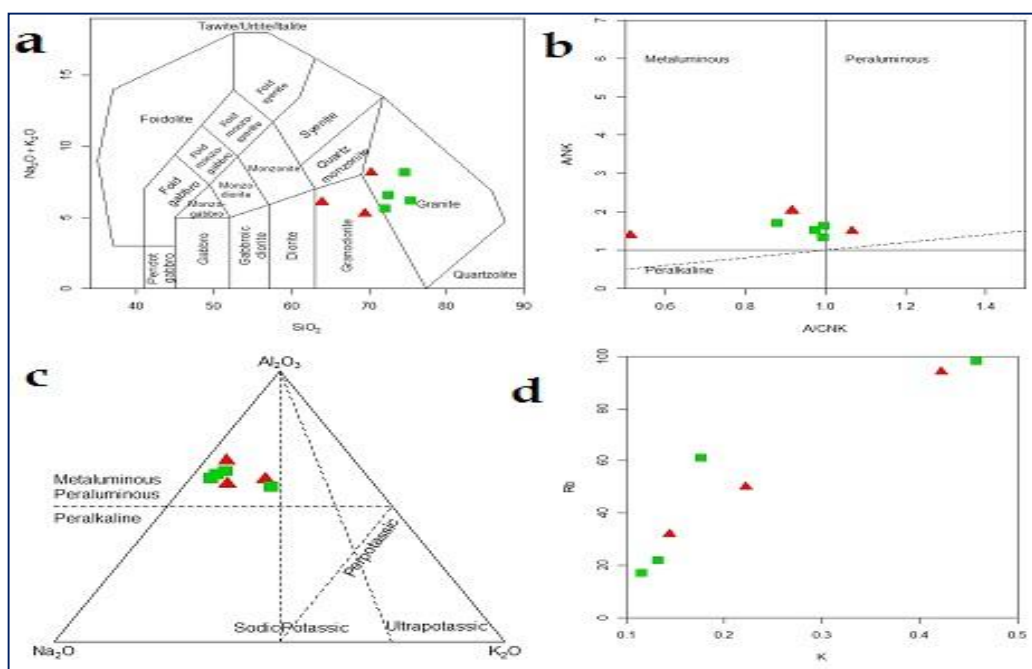 a
Tawite/Urtite/Italite
Foidolite
Foid
syenite
Foid
monzo-
syenite
Syenite
Foid
monzo-
gabbro
Quartz
monzonite
Foid
gabbro
Monzonite
Monzo-
diorite
Monzo-
gabbro
Granite
Peridot
gabbro
Gabbro
Gabbroic
diorite
Diorite
Granodiorite
Quartzolite
Na₂O + K₂O
0
5
10
15
40
50
60
70
80
90
SiO₂
b
Metaluminous
Peraluminous
Peralkaline
A/NK
0
1
2
3
4
5
6
7
0.6
0.8
1.0
1.2
1.4
A/CNK
c
Al₂O₃
Metaluminous
Peraluminous
Peralkaline
Perpotassic
Sodic
Potassic
Ultrapotassic
Na₂O
K₂O
d
Rb
0
20
40
60
80
100
0.1
0.2
0.3
0.4
0.5
K